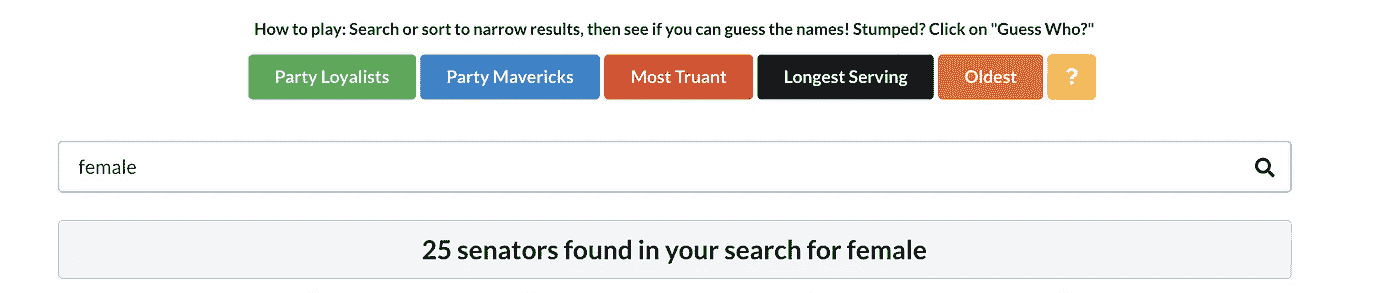 How to play: Search or sort to narrow results, then see if you can guess the names! Stumped? Click on "Guess Who?"
Party Loyalists Party Mavericks Most Truant Longest Serving Oldest ?
female
25 senators found in your search for female